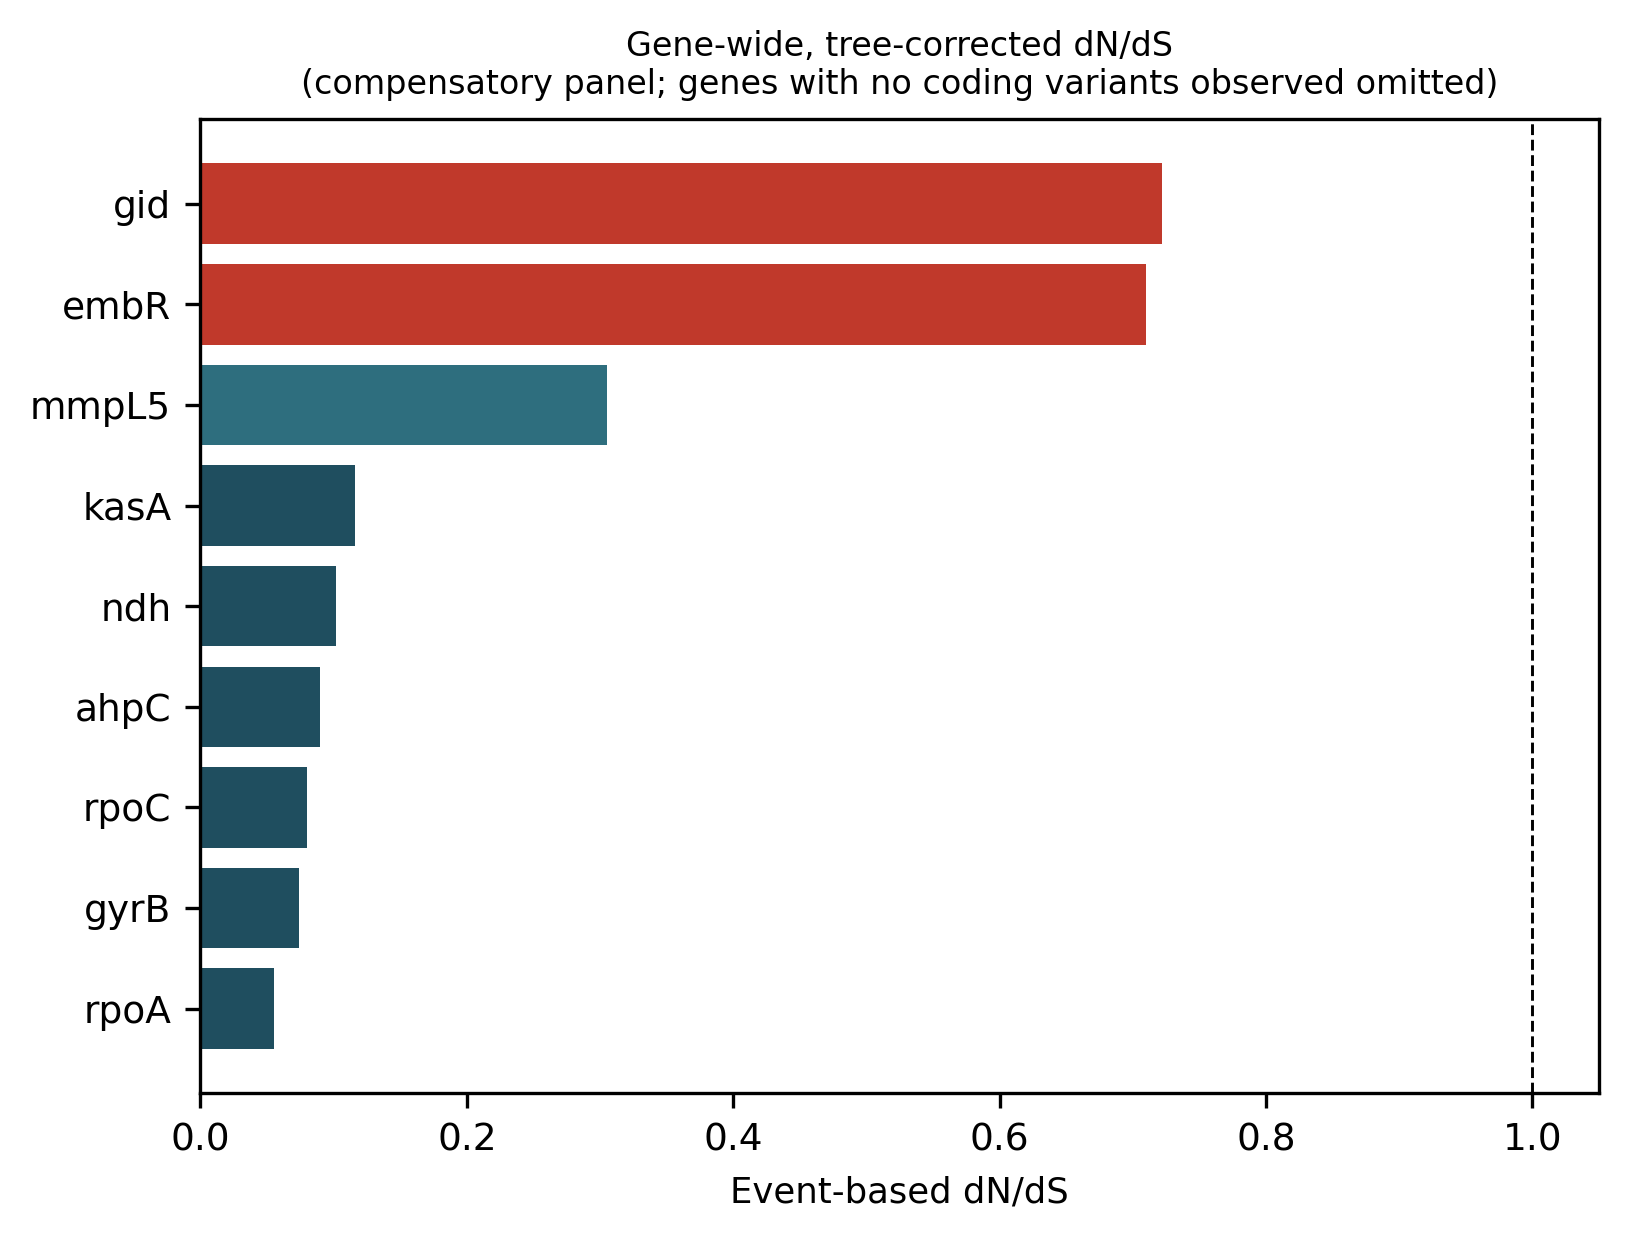 Gene-wide, tree-corrected dN/dS
(compensatory panel; genes with no coding variants observed omitted)
gid
embR
mmpL5
kasA
ndh
ahpC
rpoC
gyrB
rpoA
0.0 0.2 0.4 0.6 0.8 1.0
Event-based dN/dS